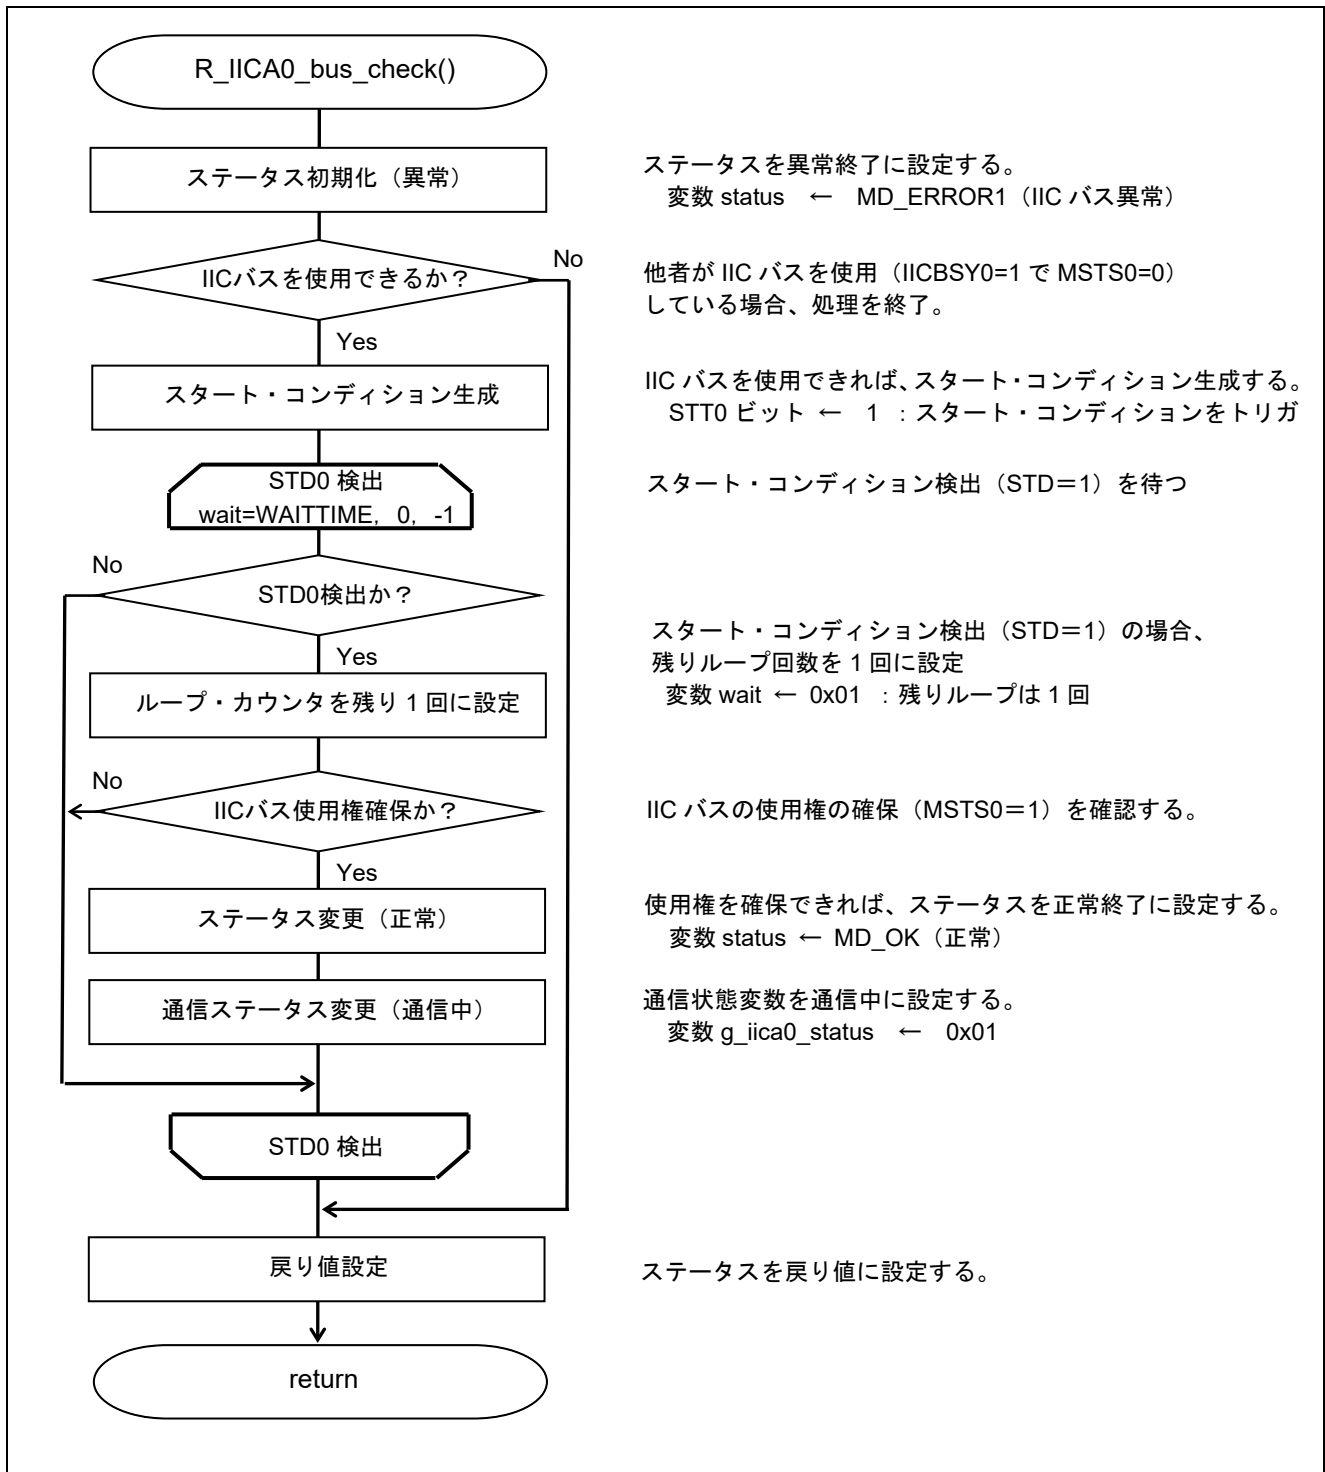 R_IICA0_bus_check()
ステータス初期化（異常）
ステータスを異常終了に設定する。
変数 status ← MD_ERROR1（IIC バス異常）
IICバスを使用できるか？
No
他者が IIC バスを使用（IICBSY0=1 で MSTS0=0）
している場合、処理を終了。
Yes
スタート・コンディション生成
IIC バスを使用できれば、スタート・コンディション生成する。
STT0 ビット ← 1 ：スタート・コンディションをトリガ
STD0 検出
wait=WAITTIME，0，-1
スタート・コンディション検出（STD＝1）を待つ
No
STD0検出か？
Yes
スタート・コンディション検出（STD＝1）の場合、
残りループ回数を 1 回に設定
変数 wait ← 0x01 ：残りループは 1 回
ループ・カウンタを残り 1 回に設定
No
IICバス使用権確保か？
IIC バスの使用権の確保（MSTS0＝1）を確認する。
Yes
ステータス変更（正常）
使用権を確保できれば、ステータスを正常終了に設定する。
変数 status ← MD_OK（正常）
通信ステータス変更（通信中）
通信状態変数を通信中に設定する。
変数 g_iica0_status ← 0x01
STD0 検出
戻り値設定
ステータスを戻り値に設定する。
return